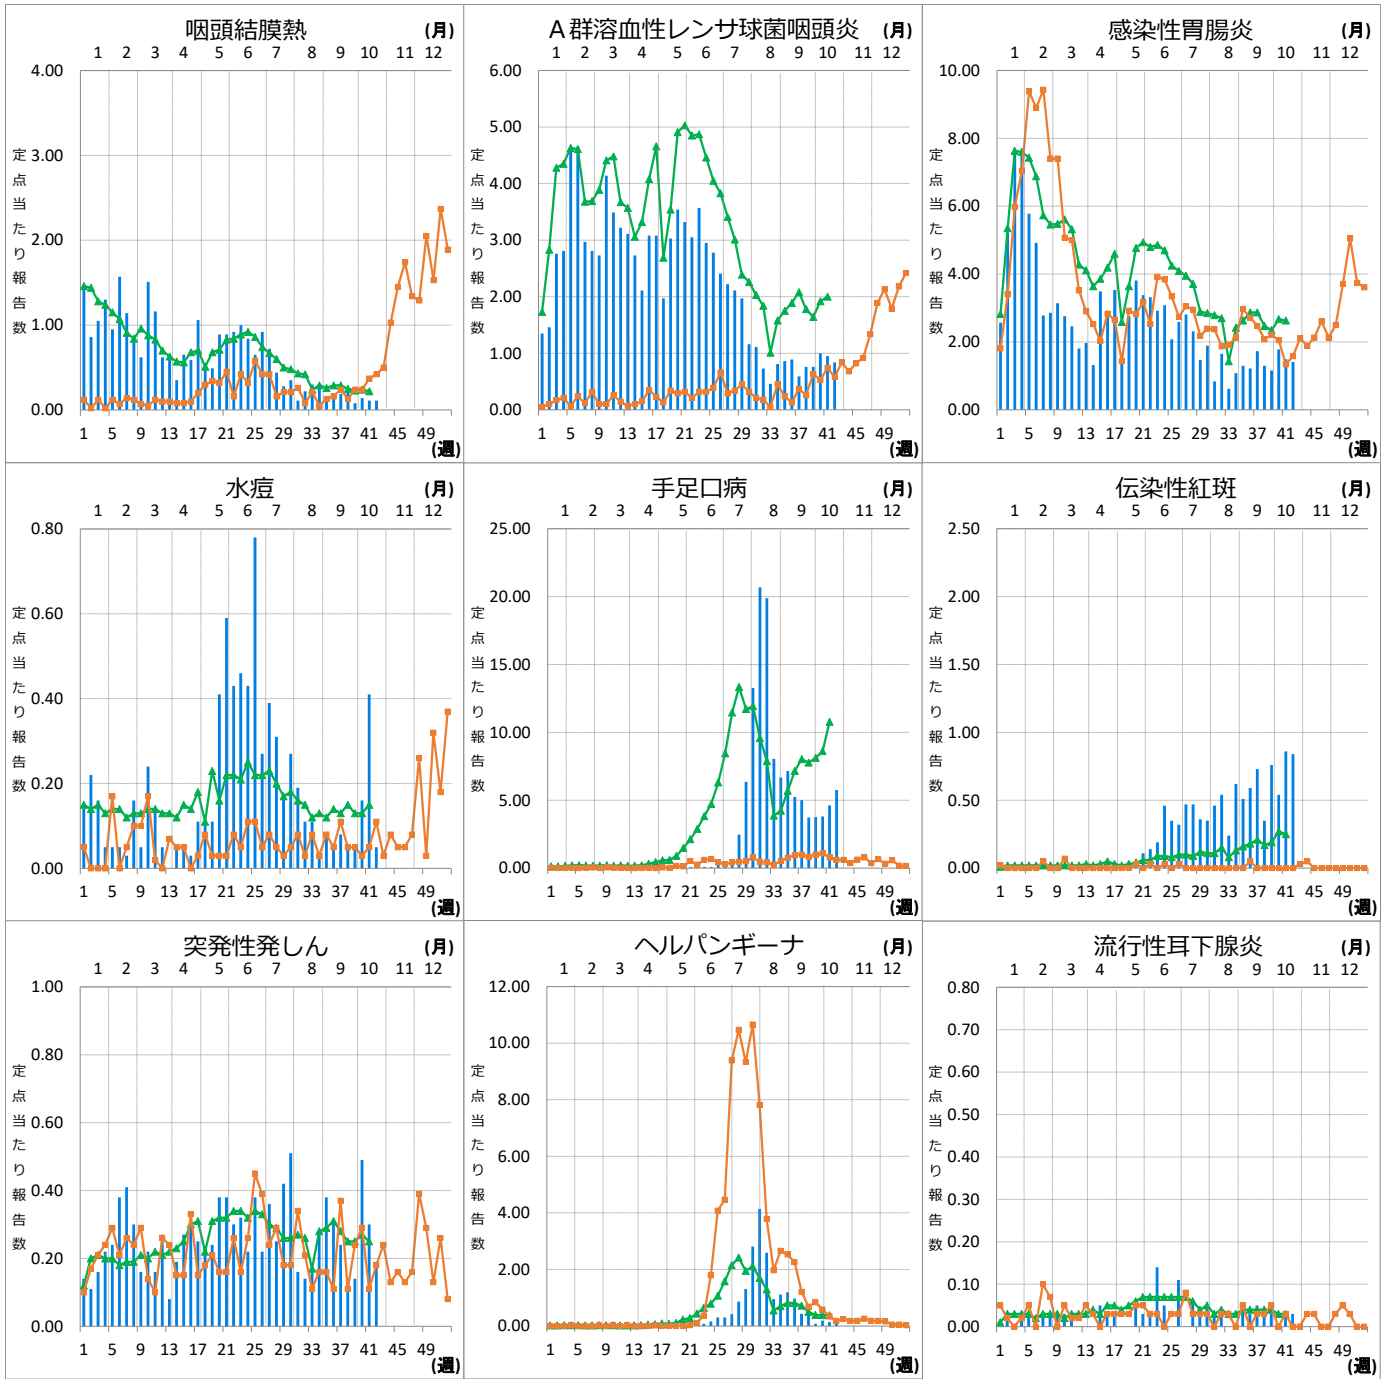 咽頭結膜熱 (月)
1 2 3 4 5 6 7 8 9 10 11 12
定点当たり報告数
4.00
3.00
2.00
1.00
0.00
1 5 9 13 17 21 25 29 33 37 41 45 49
(週)
A群溶血性レンサ球菌咽頭炎 (月)
1 2 3 4 5 6 7 8 9 10 11 12
定点当たり報告数
6.00
5.00
4.00
3.00
2.00
1.00
0.00
1 5 9 13 17 21 25 29 33 37 41 45 49
(週)
感染性胃腸炎 (月)
1 2 3 4 5 6 7 8 9 10 11 12
定点当たり報告数
10.00
8.00
6.00
4.00
2.00
0.00
1 5 9 13 17 21 25 29 33 37 41 45 49
(週)
水痘 (月)
1 2 3 4 5 6 7 8 9 10 11 12
定点当たり報告数
0.80
0.60
0.40
0.20
0.00
1 5 9 13 17 21 25 29 33 37 41 45 49
(週)
手足口病 (月)
1 2 3 4 5 6 7 8 9 10 11 12
定点当たり報告数
25.00
20.00
15.00
10.00
5.00
0.00
1 5 9 13 17 21 25 29 33 37 41 45 49
(週)
伝染性紅斑 (月)
1 2 3 4 5 6 7 8 9 10 11 12
定点当たり報告数
2.50
2.00
1.50
1.00
0.50
0.00
1 5 9 13 17 21 25 29 33 37 41 45 49
(週)
突発性発しん (月)
1 2 3 4 5 6 7 8 9 10 11 12
定点当たり報告数
1.00
0.80
0.60
0.40
0.20
0.00
1 5 9 13 17 21 25 29 33 37 41 45 49
(週)
ヘルパンギーナ (月)
1 2 3 4 5 6 7 8 9 10 11 12
定点当たり報告数
12.00
10.00
8.00
6.00
4.00
2.00
0.00
1 5 9 13 17 21 25 29 33 37 41 45 49
(週)
流行性耳下腺炎 (月)
1 2 3 4 5 6 7 8 9 10 11 12
定点当たり報告数
0.80
0.70
0.60
0.50
0.40
0.30
0.20
0.10
0.00
1 5 9 13 17 21 25 29 33 37 41 45 49
(週)